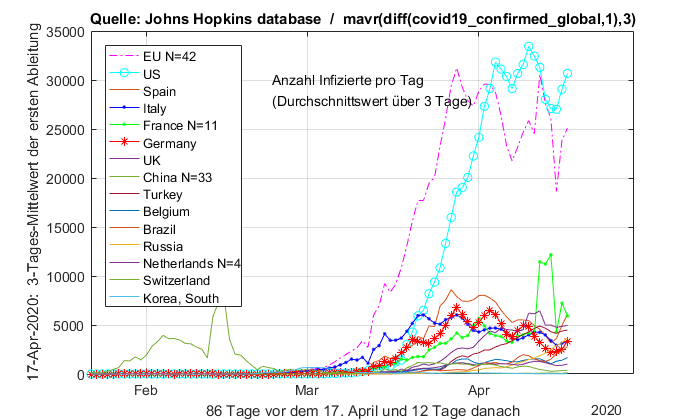 Quelle: Johns Hopkins database / mavr(diff(covid19_confirmed_global,1),3)
17-Apr-2020: 3-Tages-Mittelwert der ersten Ableitung
35000
30000
25000
20000
15000
10000
5000
0
EU N=42
US
Spain
Italy
France N=11
Germany
UK
China N=33
Turkey
Belgium
Brazil
Russia
Netherlands N=4
Switzerland
Korea, South
Anzahl Infizierte pro Tag
(Durchschnittswert über 3 Tage)
Feb
Mar
Apr
86 Tage vor dem 17. April und 12 Tage danach
2020